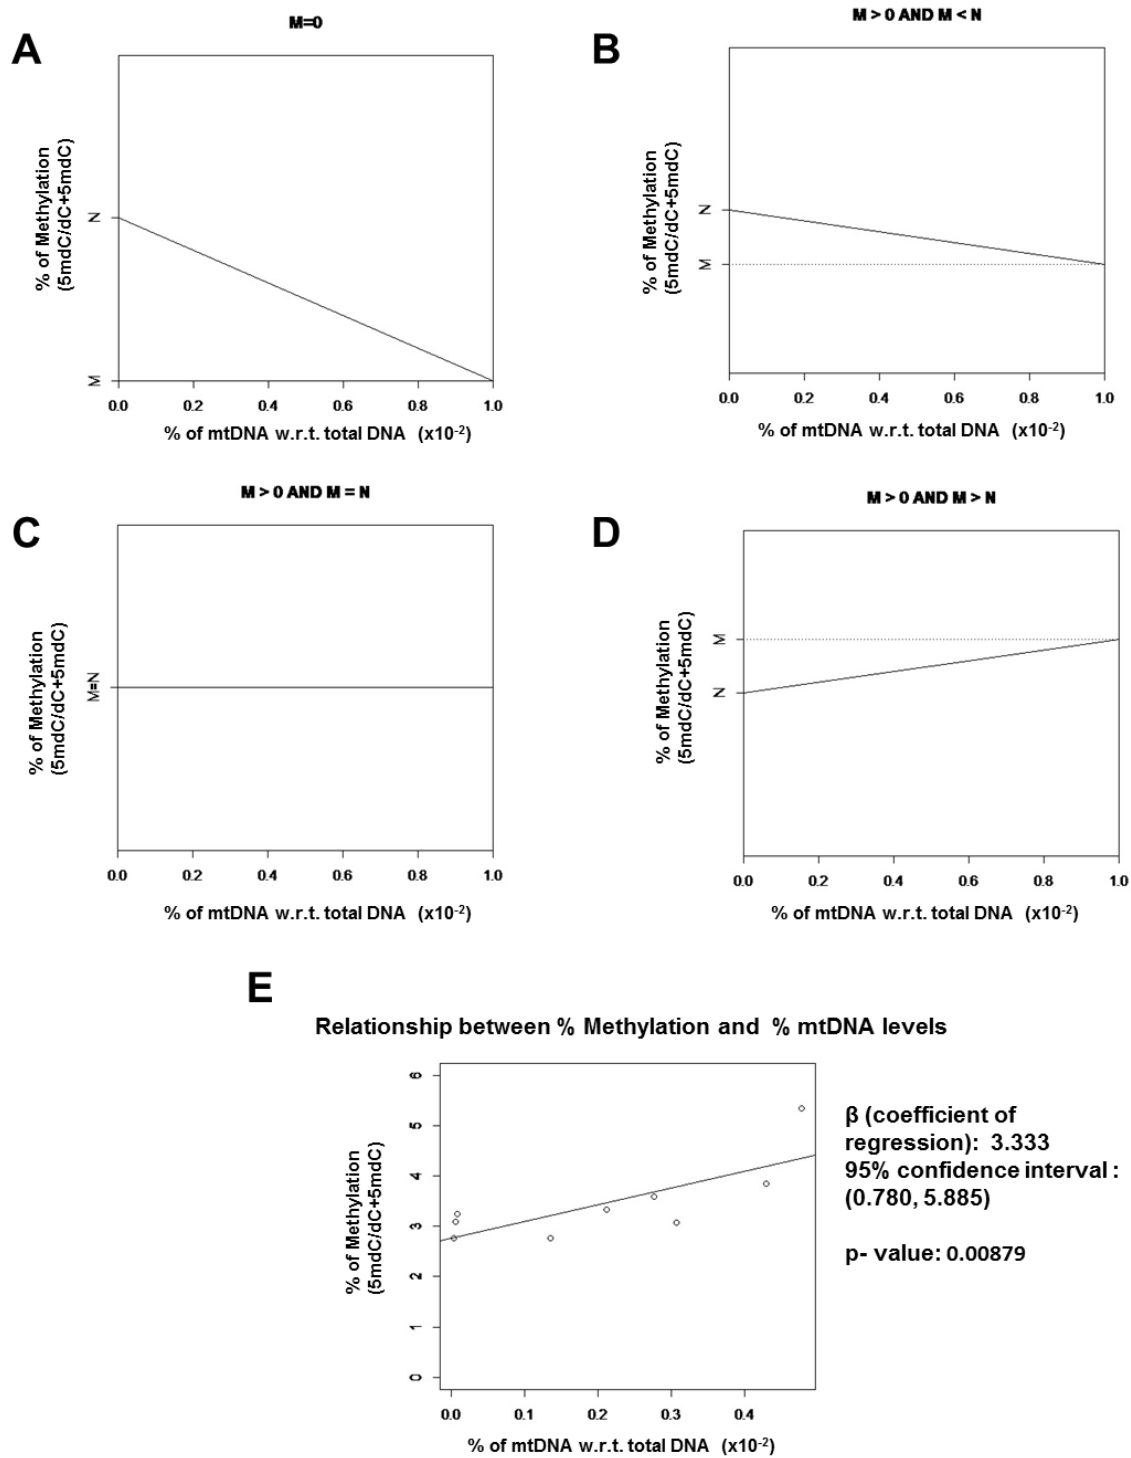 M=0
A
% of Methylation
(5mdC/dC+5mdC)
N
M
0.0 0.2 0.4 0.6 0.8 1.0
% of mtDNA w.r.t. total DNA (x10-2)
M > 0 AND M < N
B
% of Methylation
(5mdC/dC+5mdC)
N
M
0.0 0.2 0.4 0.6 0.8 1.0
% of mtDNA w.r.t. total DNA (x10-2)
M > 0 AND M = N
C
% of Methylation
(5mdC/dC+5mdC)
M=N
0.0 0.2 0.4 0.6 0.8 1.0
% of mtDNA w.r.t. total DNA (x10-2)
M > 0 AND M > N
D
% of Methylation
(5mdC/dC+5mdC)
M
N
0.0 0.2 0.4 0.6 0.8 1.0
% of mtDNA w.r.t. total DNA (x10-2)
E
Relationship between % Methylation and % mtDNA levels
% of Methylation
(5mdC/dC+5mdC)
6
5
4
3
2
1
0
0.0 0.1 0.2 0.3 0.4
% of mtDNA w.r.t. total DNA (x10-2)
β (coefficient of
regression): 3.333
95% confidence interval :
(0.780, 5.885)
p- value: 0.00879